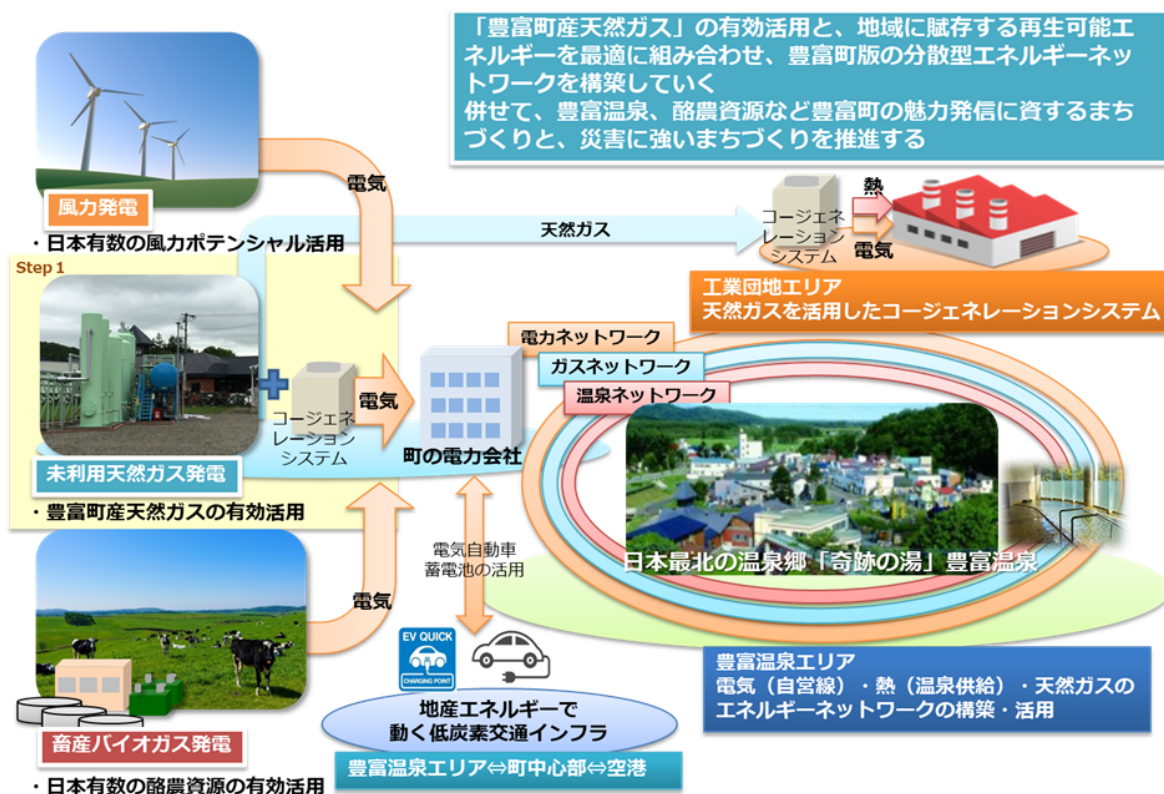 「豊富町産天然ガス」の有効活用と、地域に賦存する再生可能エ
ネルギーを最適に組み合わせ、豊富町版の分散型エネルギーネッ
トワークを構築していく
併せて、豊富温泉、酪農資源など豊富町の魅力発信に資するまち
づくりと、災害に強いまちづくりを推進する
風力発電
・日本有数の風力ポテンシャル活用
電気
天然ガス
コージェネ
レーション
システム
熱
電気
工業団地エリア
天然ガスを活用したコージェネレーションシステム
Step 1
コージェネ
レーション
システム
電気
町の電力会社
未利用天然ガス発電
・豊富町産天然ガスの有効活用
電力ネットワーク
ガスネットワーク
温泉ネットワーク
日本最北の温泉郷「奇跡の湯」豊富温泉
電気
電気自動車
蓄電池の活用
畜産バイオガス発電
・日本有数の酪農資源の有効活用
EV QUICK
CHARGING POINT
地産エネルギーで
動く低炭素交通インフラ
豊富温泉エリア⇔町中心部⇔空港
豊富温泉エリア
電気（自営線）・熱（温泉供給）・天然ガスの
エネルギーネットワークの構築・活用